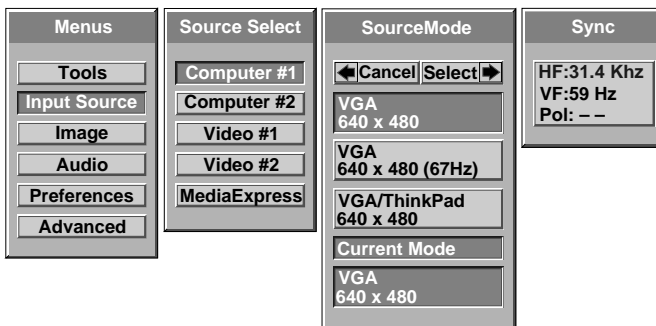 Menus
Tools
Input Source
Image
Audio
Preferences
Advanced
Source Select
Computer #1
Computer #2
Video #1
Video #2
MediaExpress
SourceMode
Cancel Select
VGA
640 x 480
VGA
640 x 480 (67Hz)
VGA/ThinkPad
640 x 480
Current Mode
VGA
640 x 480
Sync
HF:31.4 Khz
VF:59 Hz
Pol: – –